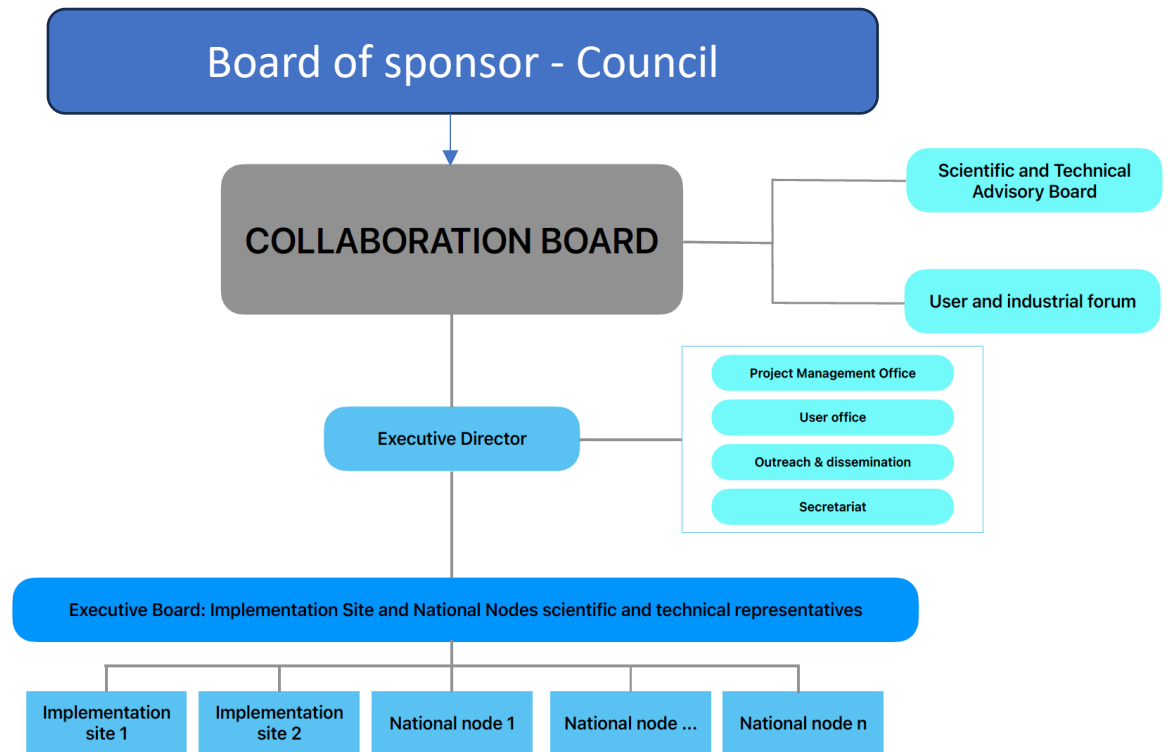 Board of sponsor - Council
COLLABORATION BOARD
Scientific and Technical
Advisory Board
User and industrial forum
Project Management Office
User office
Outreach & dissemination
Secretariat
Executive Director
Executive Board: Implementation Site and National Nodes scientific and technical representatives
Implementation
site 1
Implementation
site 2
National node 1
National node ...
National node n